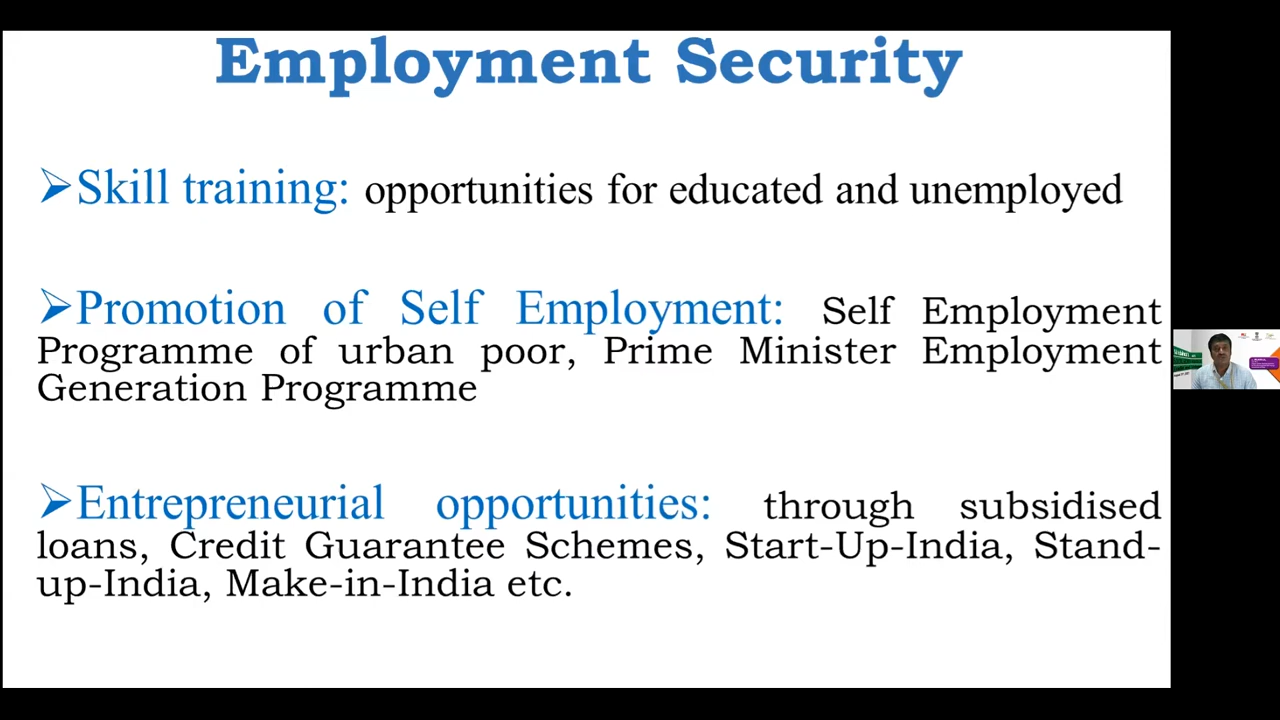 Employment Security
➢Skill training: opportunities for educated and unemployed
➢Promotion of Self Employment: Self Employment
Programme of urban poor, Prime Minister Employment
Generation Programme
➢Entrepreneurial opportunities: through subsidised
loans, Credit Guarantee Schemes, Start-Up-India, Stand-
up-India, Make-in-India etc.